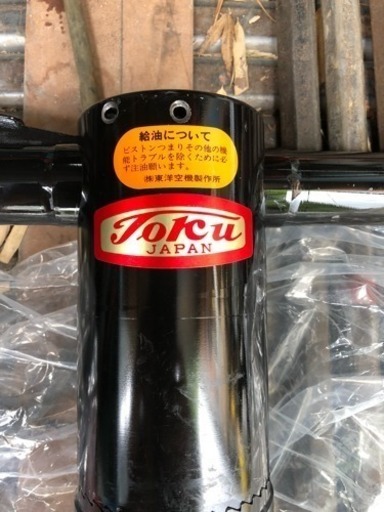 給油について
ピストンつまりその他の機
能トラブルを除くために必
ず注油願います。
㈱東洋空機製作所
Toku
JAPAN